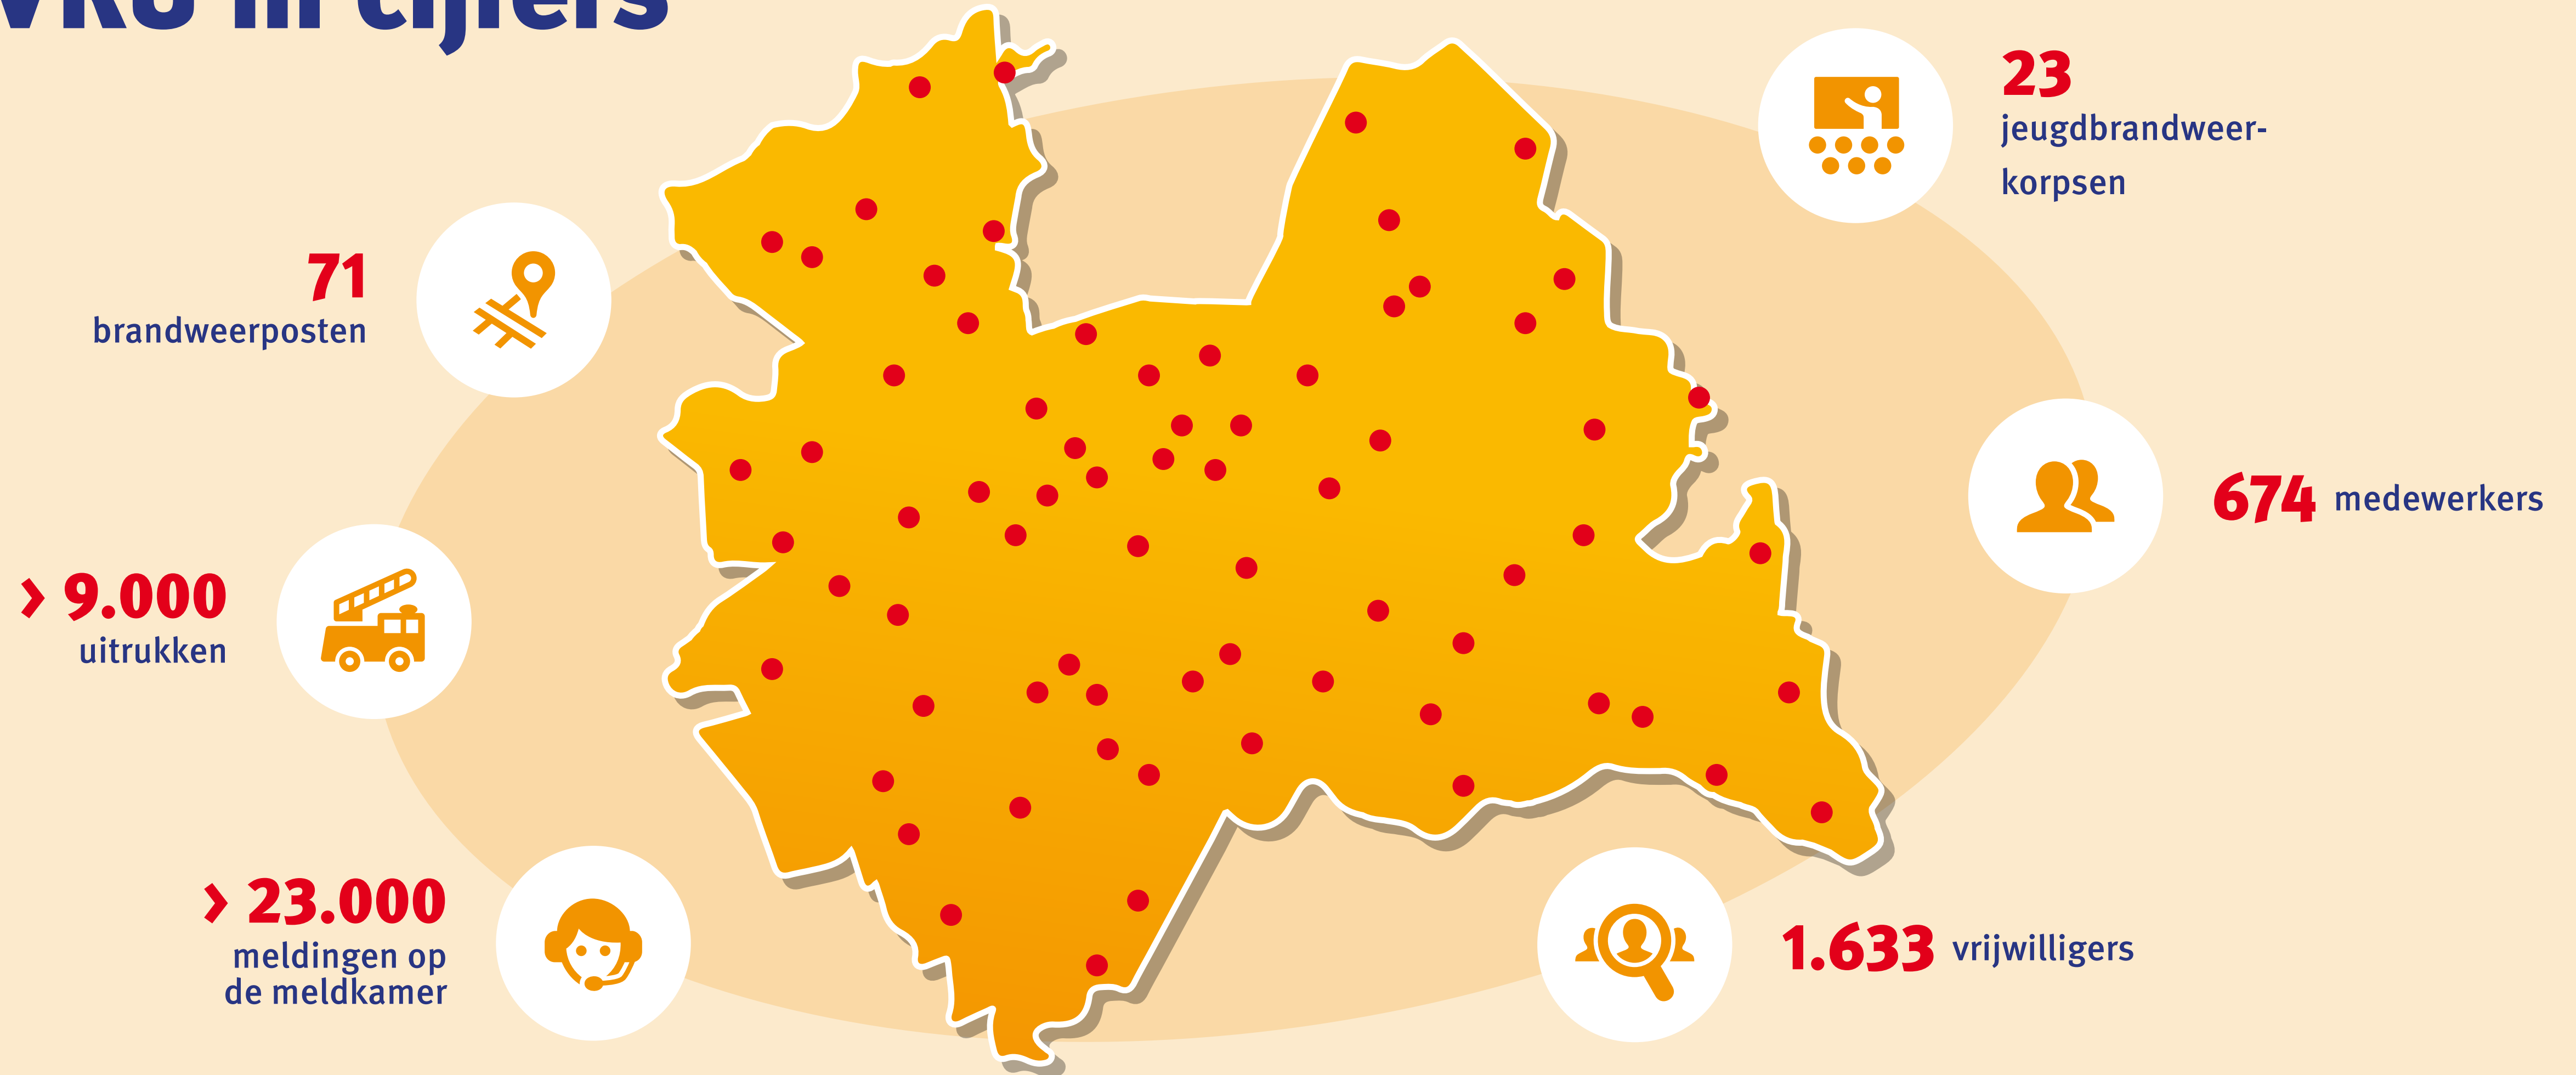 VRU in cijfers
23
jeugdbrandweer-
korpsen
71
brandweerposten
674 medewerkers
> 9.000
uitrukken
> 23.000
meldingen op
de meldkamer
1.633 vrijwilligers